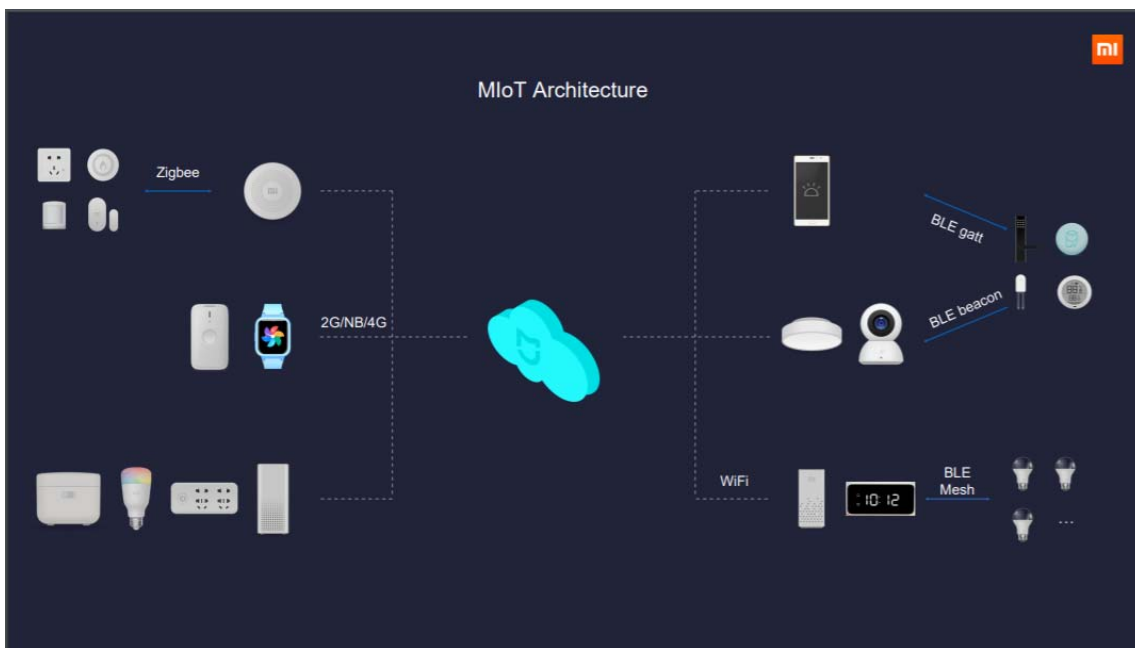 MI
MIoT Architecture
Zigbee
BLE gatt
2G/NB/4G
BLE beacon
WiFi
10:12
BLE
Mesh
...